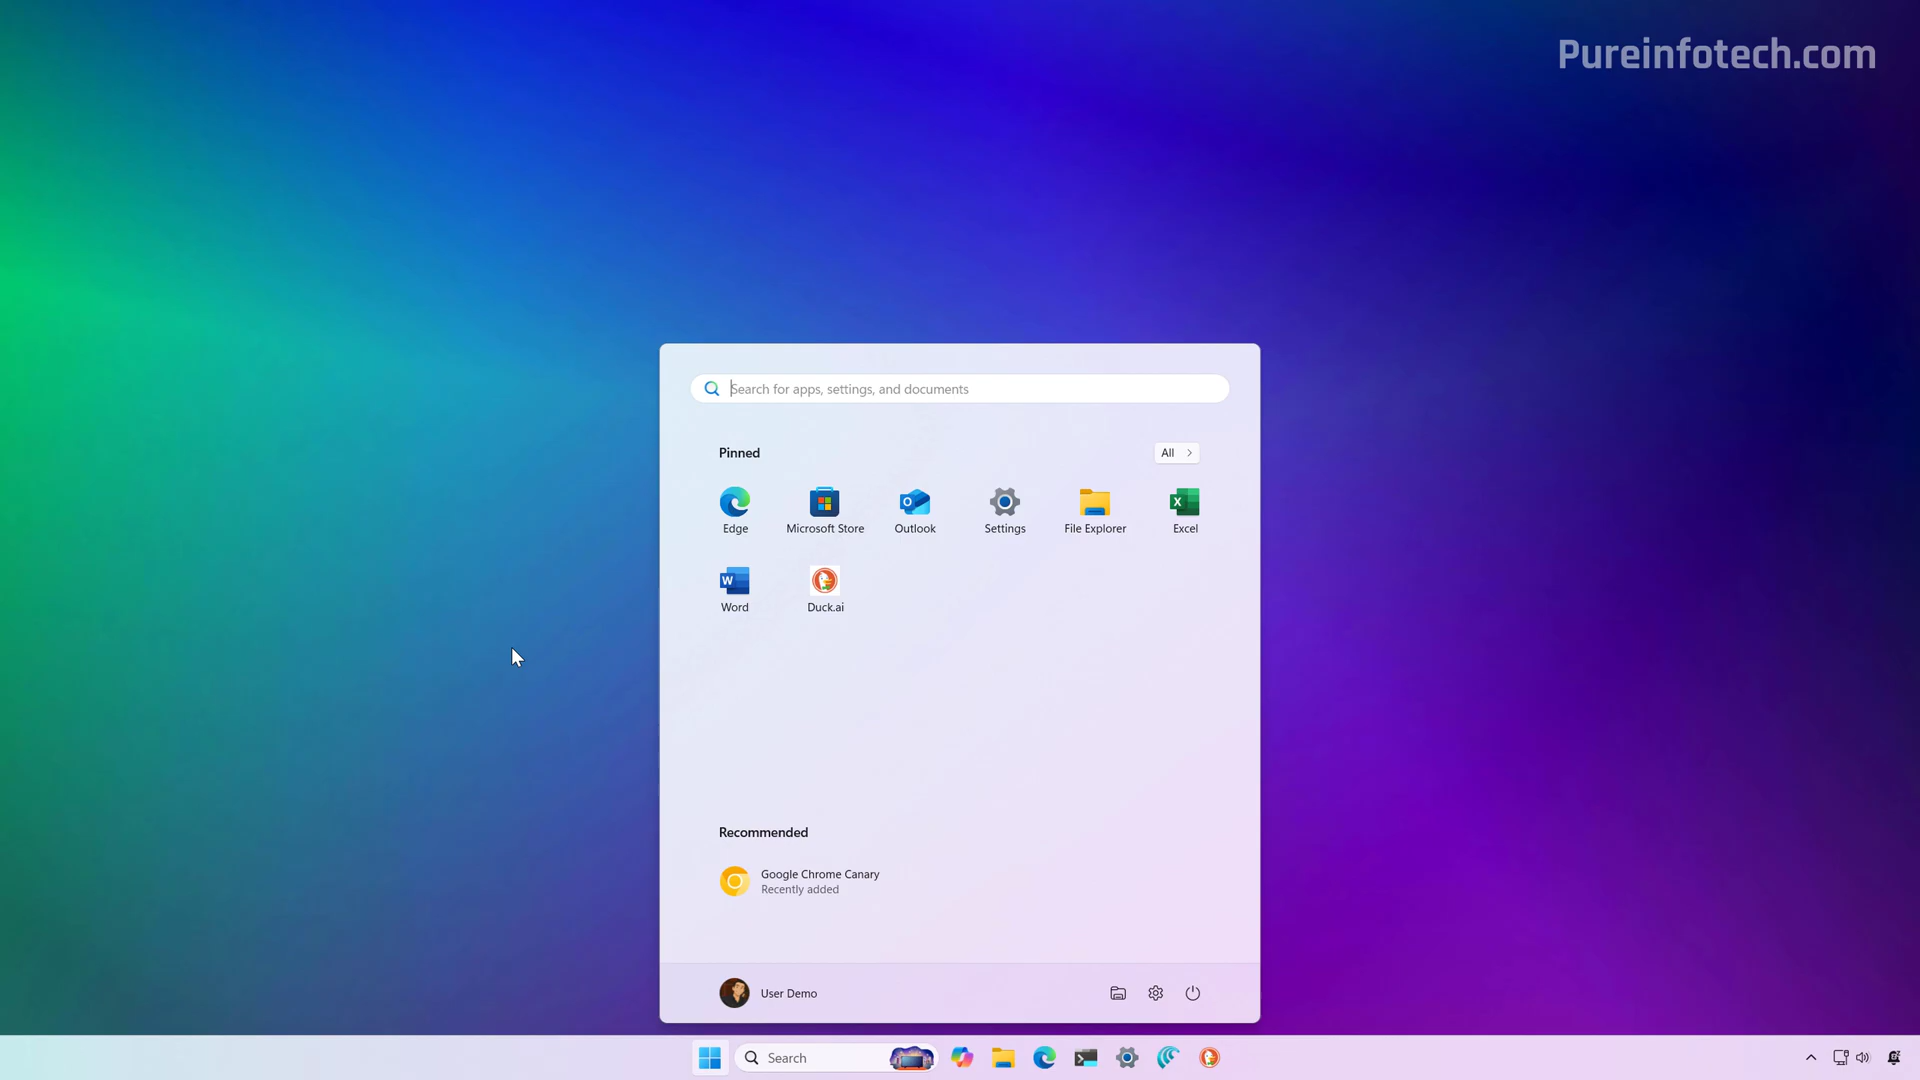 Pureinfotech.com
Search for apps, settings, and documents
Pinned
All
Edge
Microsoft Store
Outlook
Settings
File Explorer
Excel
Word
Duck.ai
Recommended
Google Chrome Canary
Recently added
User Demo
Search